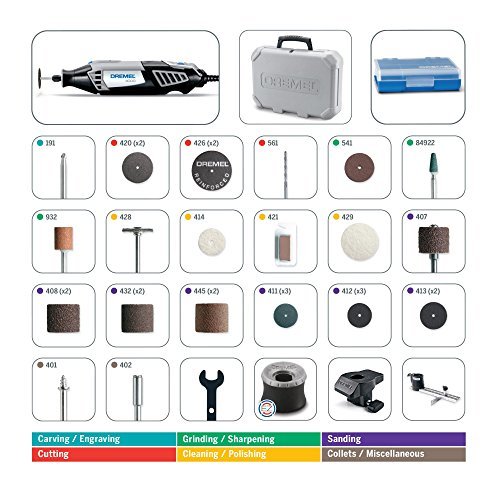 DREMEL
4000
DREMEL
191
420 (x2)
426 (x2)
561
541
84922
DREMEL
REINFORCED
932
428
414
421
429
407
408 (x2)
432 (x2)
445 (x2)
411 (x3)
412 (x3)
413 (x2)
401
402
DREMEL
EZ
Carving / Engraving
Grinding / Sharpening
Sanding
Cutting
Cleaning / Polishing
Collets / Miscellaneous